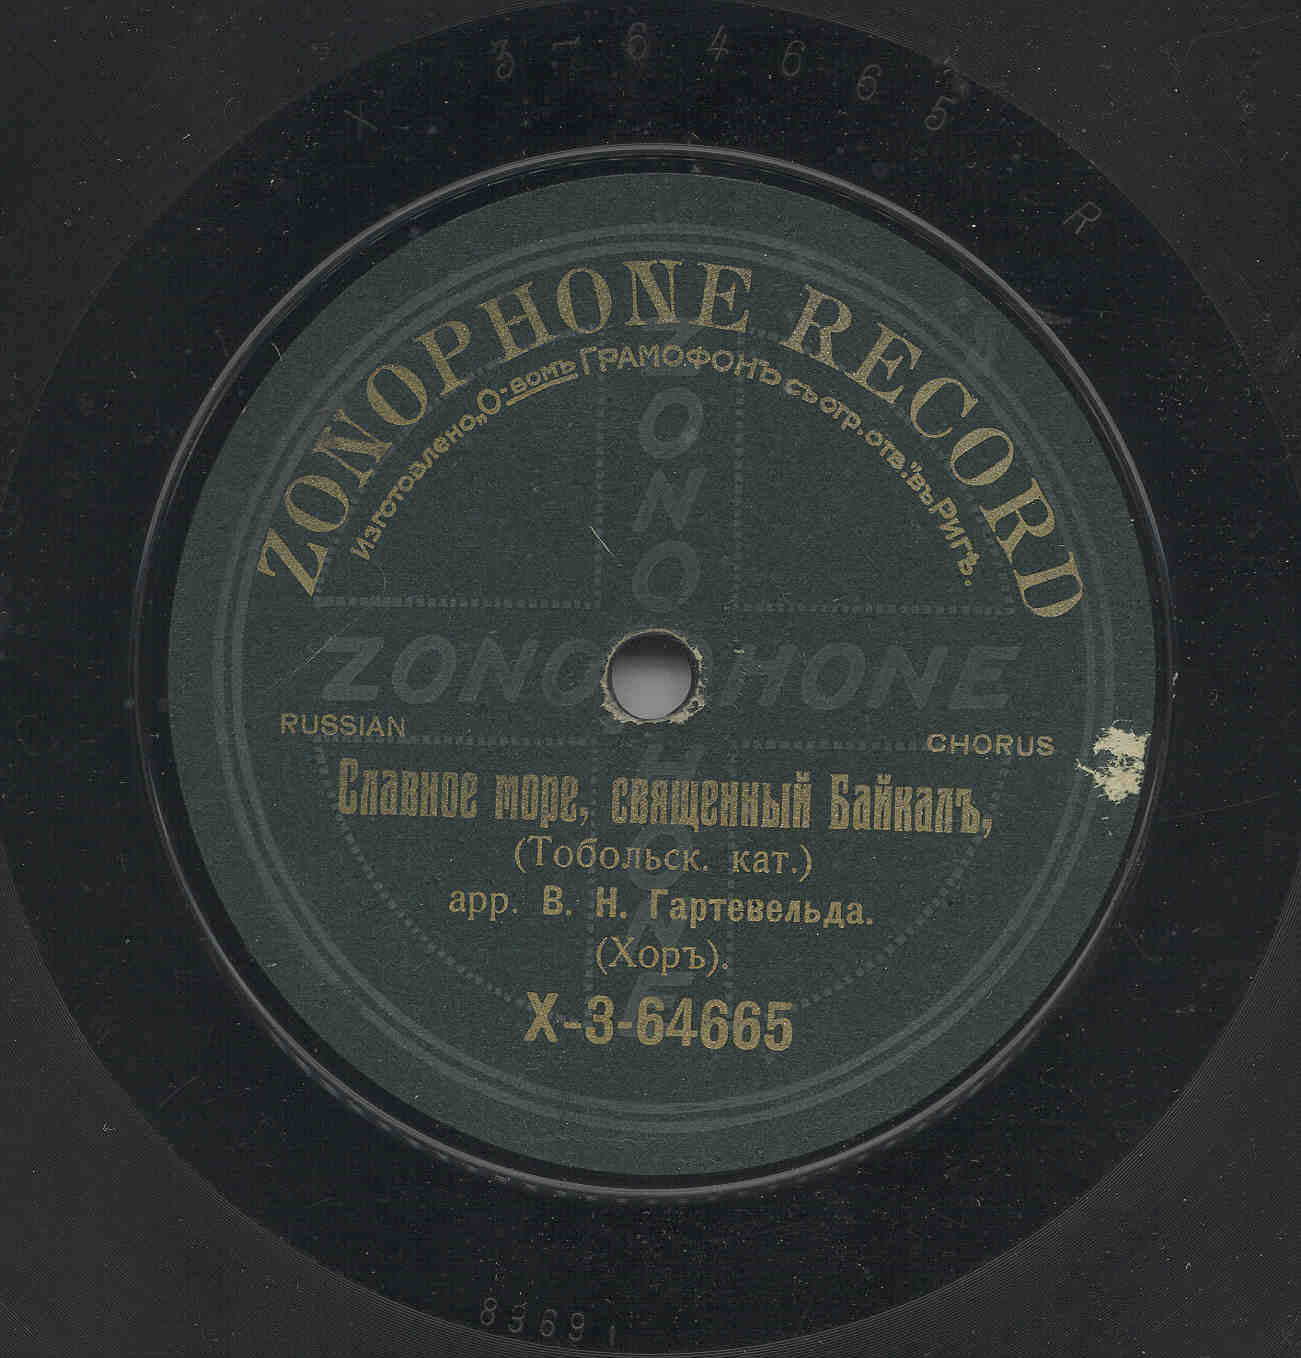 X 3-64665 R
ZONOPHONE RECORD
Изготовлено „О-вомъ ГРАМОФОНЪ съ огр. отв.“ въ Ригѣ.
ZONOPHONE
ZONOPHONE
RUSSIAN CHORUS
Славное море, священный Байкалъ,
(Тобольск. кат.)
арр. В. Н. Гартевельда.
(Хоръ).
X-3-64665
8369